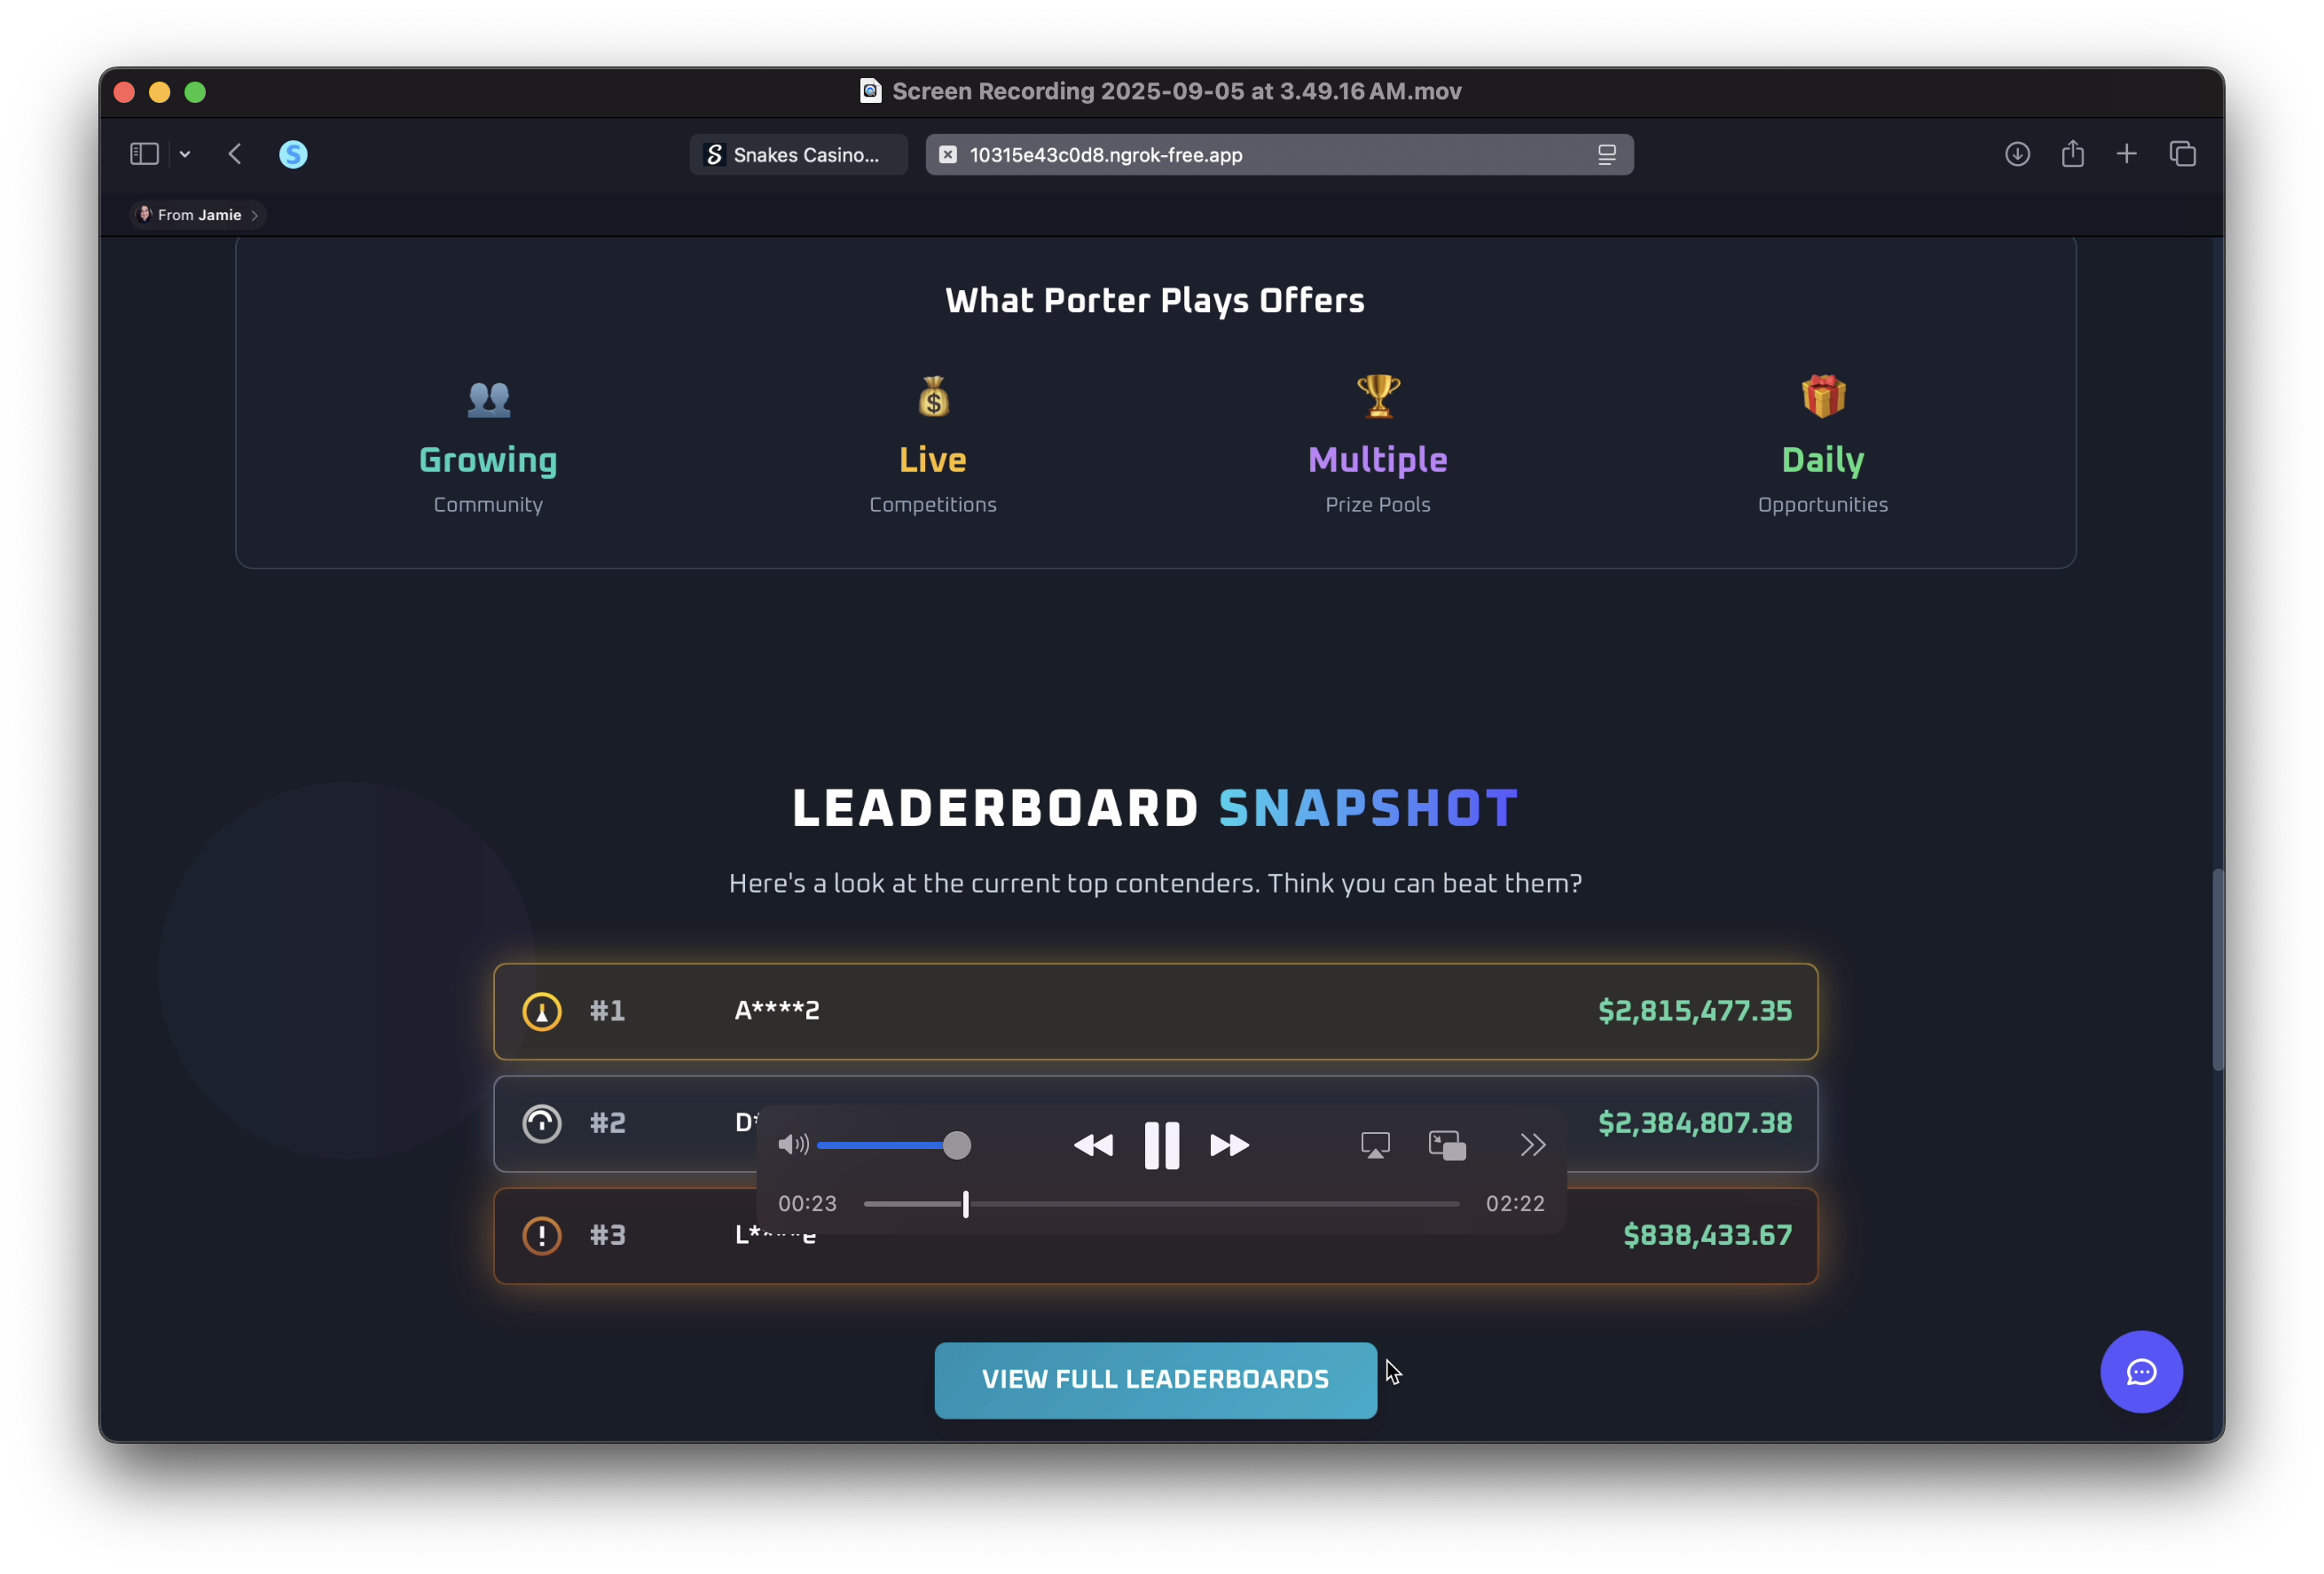 Screen Recording 2025-09-05 at 3.49.16 AM.mov
S
Snakes Casino...
10315e43c0d8.ngrok-free.app
From Jamie
What Porter Plays Offers
Growing
Community
Live
Competitions
Multiple
Prize Pools
Daily
Opportunities
LEADERBOARD SNAPSHOT
Here's a look at the current top contenders. Think you can beat them?
#1 A****2 $2,815,477.35
#2 $2,384,807.38
#3 $838,433.67
00:23 02:22
VIEW FULL LEADERBOARDS